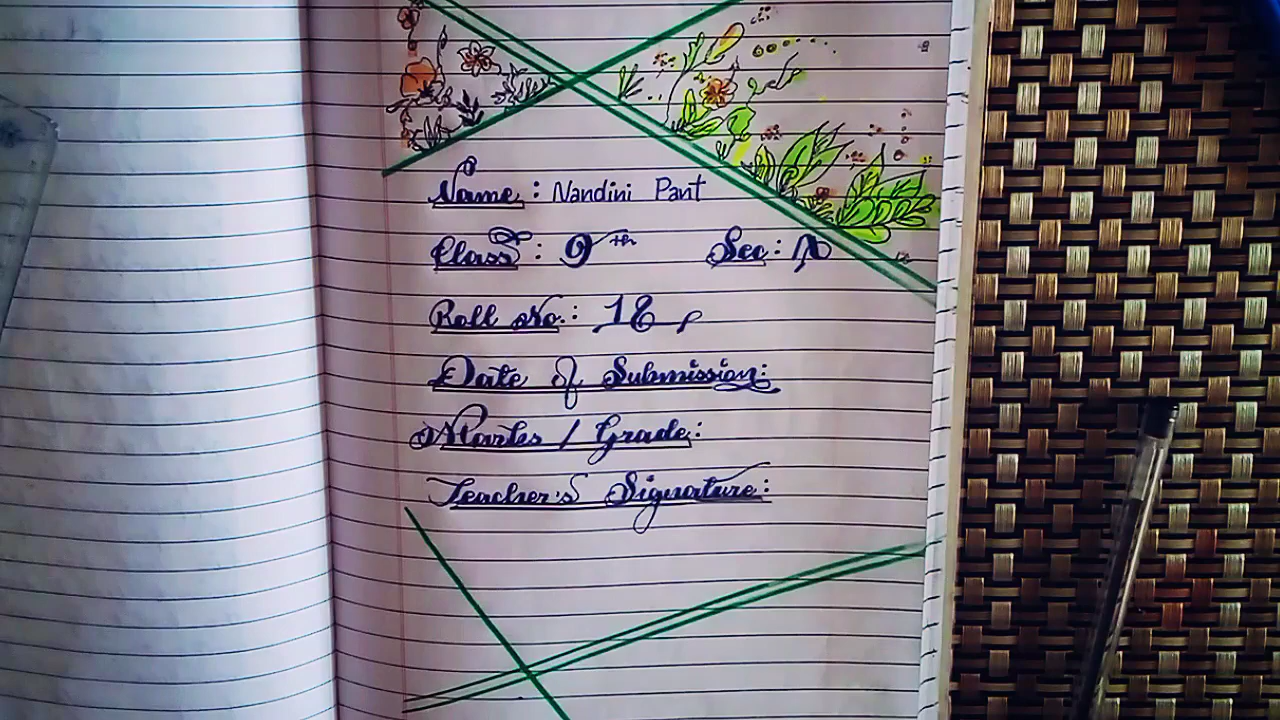 Name : Nandini Pant
Class : 9th Sec :
Roll No. : 18
Date of Submission:
Marks / Grade:
Teacher's Signature: